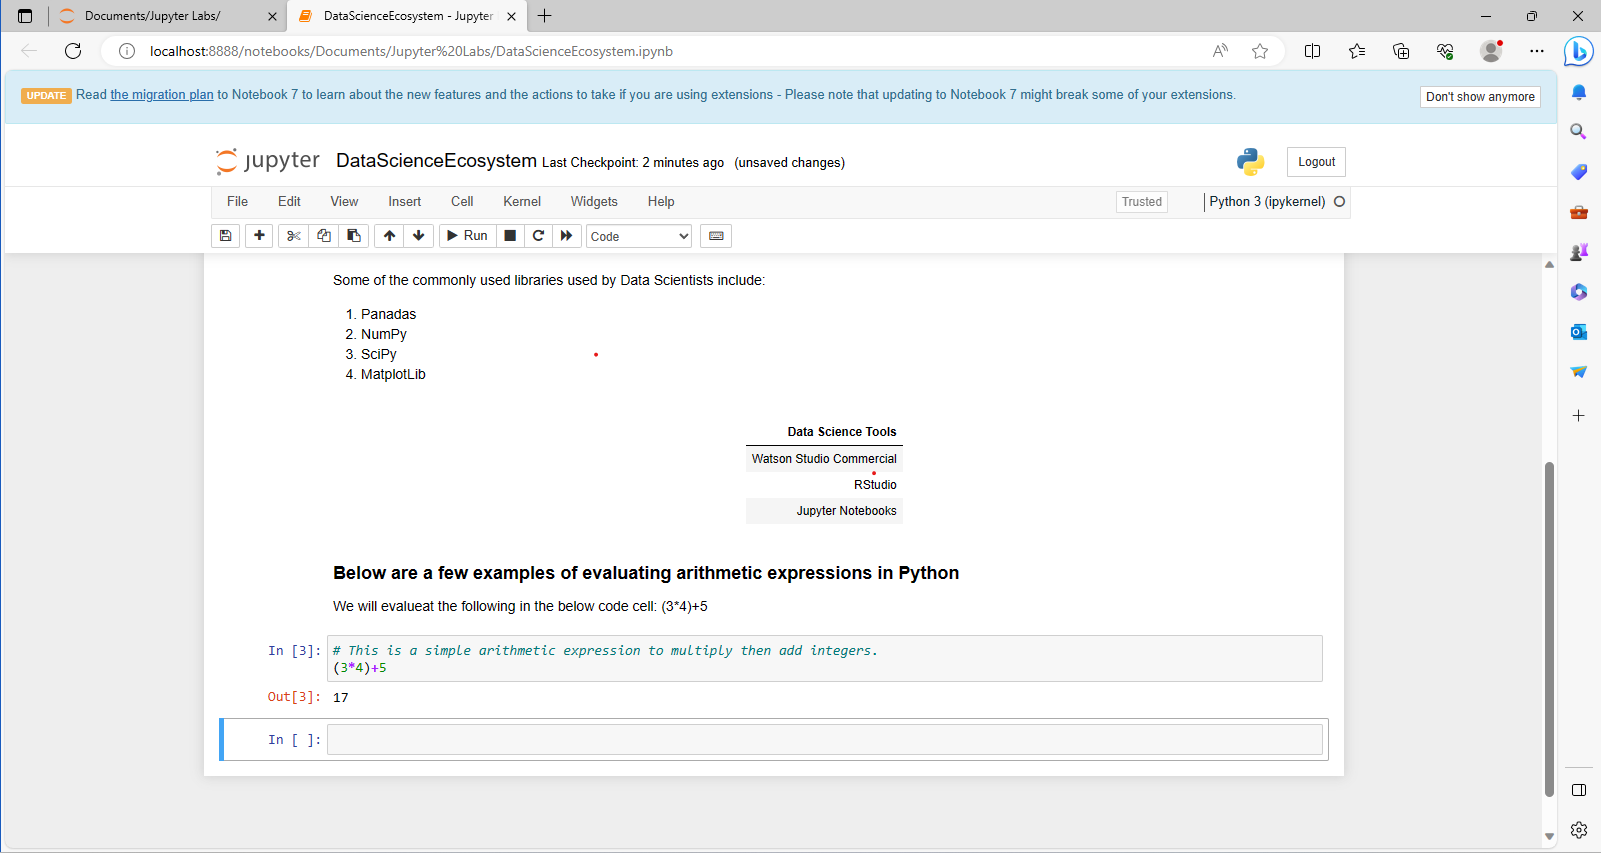 Documents/Jupyter Labs/
DataScienceEcosystem - Jupyter
localhost:8888/notebooks/Documents/Jupyter%20Labs/DataScienceEcosystem.ipynb
UPDATE Read the migration plan to Notebook 7 to learn about the new features and the actions to take if you are using extensions - Please note that updating to Notebook 7 might break some of your extensions.
Don't show anymore
jupyter DataScienceEcosystem Last Checkpoint: 2 minutes ago (unsaved changes)
Logout
File Edit View Insert Cell Kernel Widgets Help
Trusted
Python 3 (ipykernel)
Run
Code
Some of the commonly used libraries used by Data Scientists include:
1. Panadas
2. NumPy
3. SciPy
4. MatplotLib
Data Science Tools
Watson Studio Commercial
RStudio
Jupyter Notebooks
Below are a few examples of evaluating arithmetic expressions in Python
We will evalueat the following in the below code cell: (3*4)+5
In [3]: # This is a simple arithmetic expression to multiply then add integers.
(3*4)+5
Out[3]: 17
In [ ]: